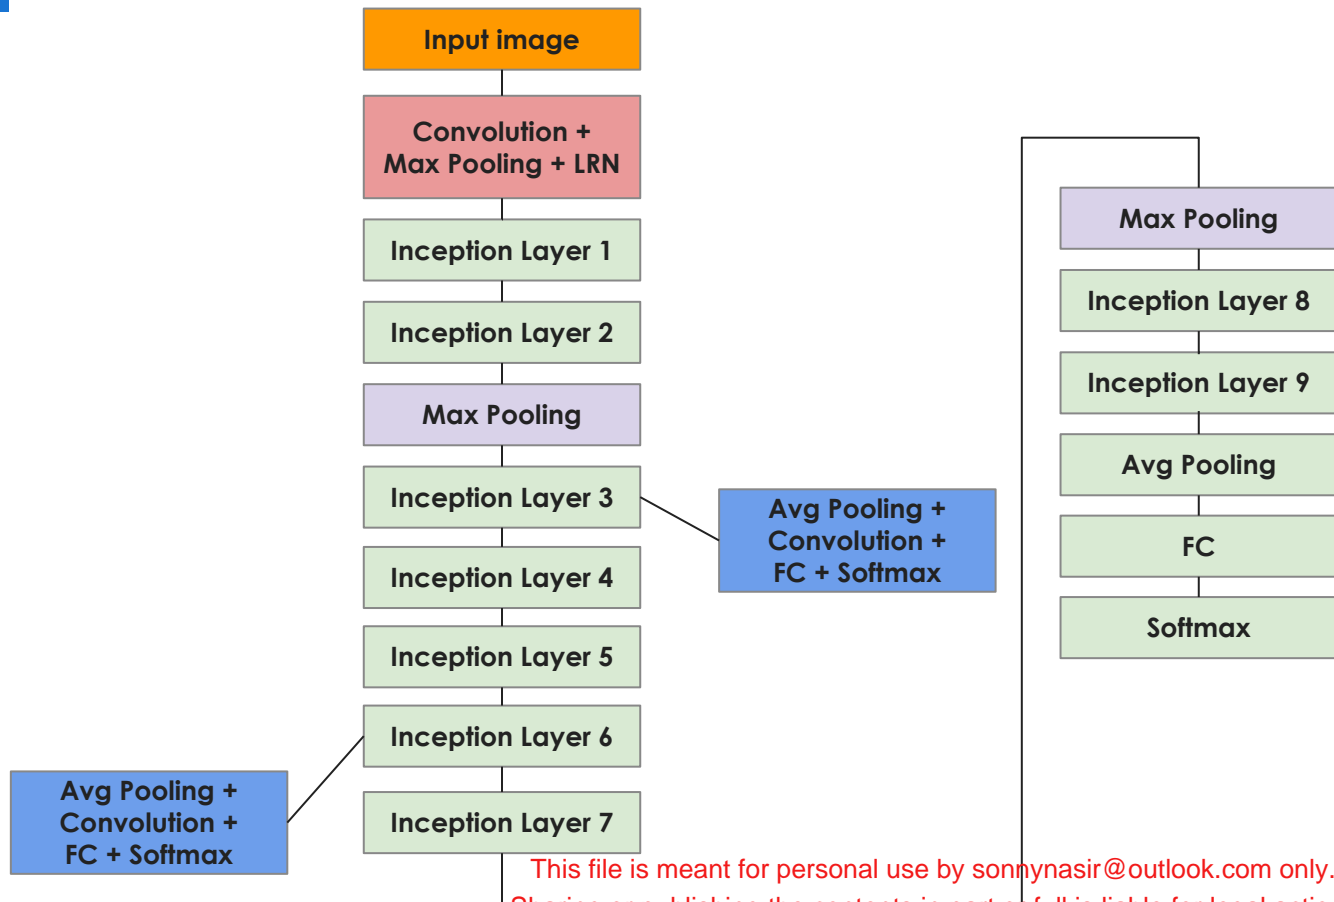 Input image
Convolution +
Max Pooling + LRN
Inception Layer 1
Inception Layer 2
Max Pooling
Inception Layer 3
Avg Pooling +
Convolution +
FC + Softmax
Inception Layer 4
Inception Layer 5
Inception Layer 6
Avg Pooling +
Convolution +
FC + Softmax
Inception Layer 7
Max Pooling
Inception Layer 8
Inception Layer 9
Avg Pooling
FC
Softmax
This file is meant for personal use by sonnynasir@outlook.com only.